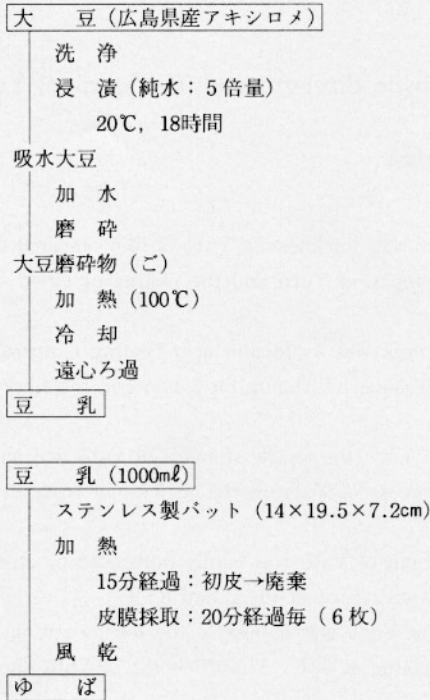 大　豆（広島県産アキシロメ）
洗　浄
浸　漬（純水：５倍量）
20℃，18時間
吸水大豆
加　水
磨　砕
大豆磨砕物（ご）
加　熱（100℃）
冷　却
遠心ろ過
豆　乳
豆　乳（1000mℓ）
ステンレス製バット（14×19.5×7.2cm）
加　熱
15分経過：初皮→廃棄
皮膜採取：20分経過毎（６枚）
風　乾
ゆ　ば